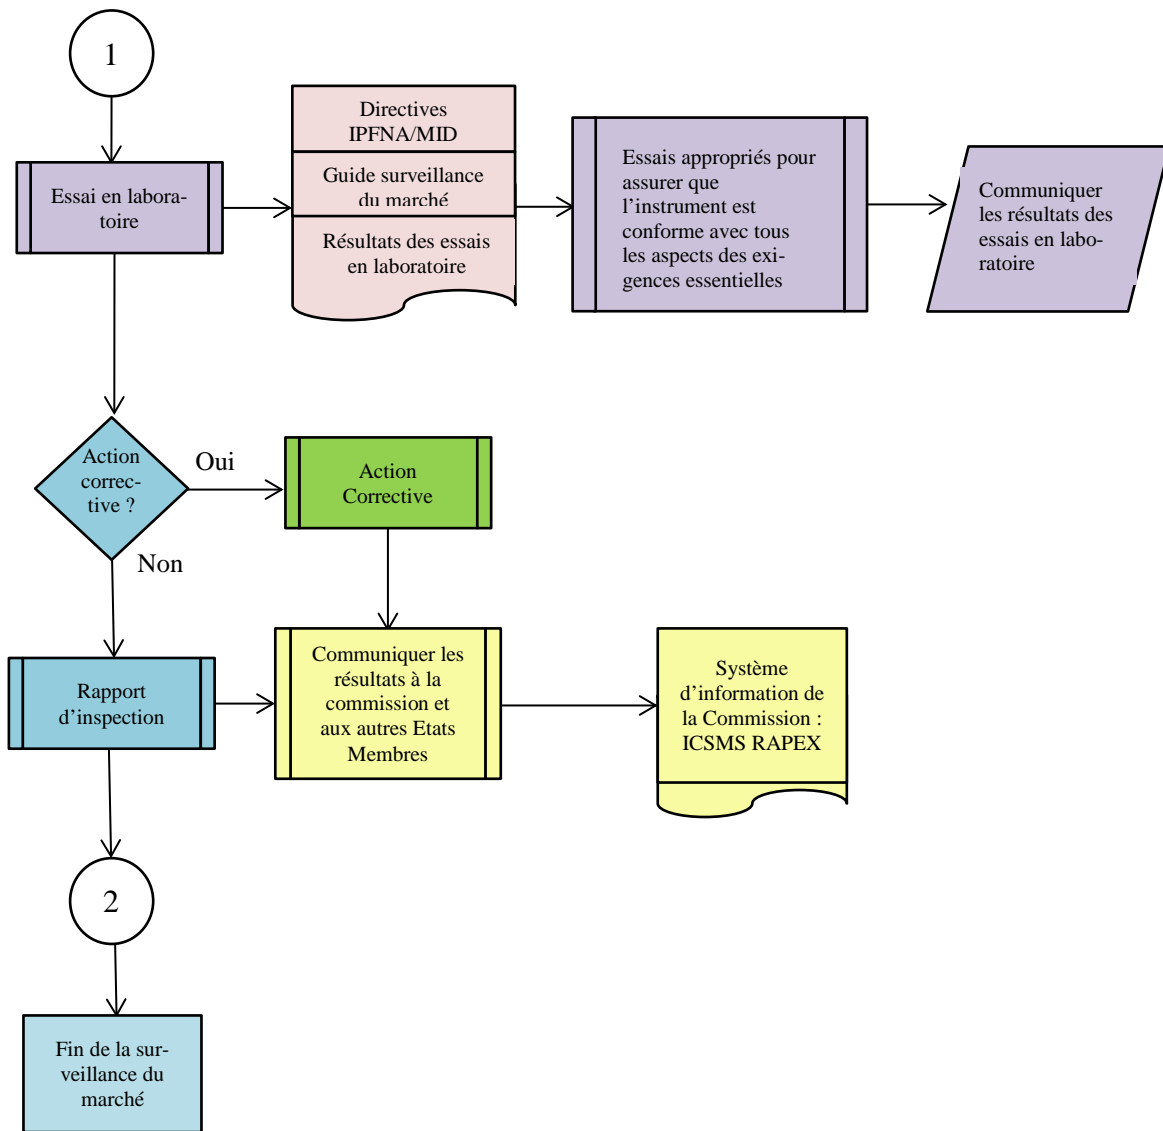 1
Essai en labora-
toire
Directives
IPFNA/MID
Guide surveillance
du marché
Résultats des essais
en laboratoire
Essais appropriés pour
assurer que
l’instrument est
conforme avec tous
les aspects des exi-
gences essentielles
Communiquer
les résultats des
essais en labo-
ratoire
Action
correc-
tive ?
Oui
Action
Corrective
Non
Rapport
d’inspection
Communiquer les
résultats à la
commission et
aux autres Etats
Membres
Système
d’information de
la Commission :
ICSMS RAPEX
2
Fin de la sur-
veillance du
marché